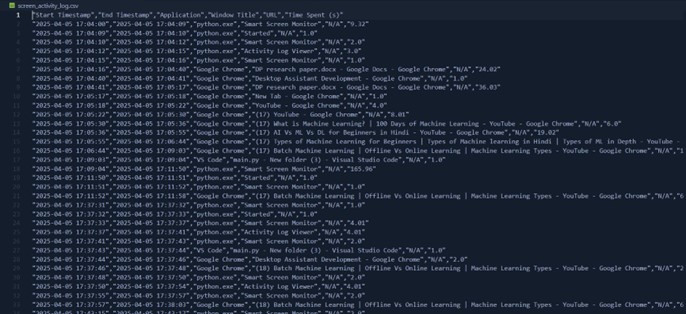 screen_activity_log.csv
1 "Start Timestamp","End Timestamp","Application","Window Title","URL","Time Spent (s)"
"2025-04-05 17:04:00","2025-04-05 17:04:09","python.exe","Smart Screen Monitor","N/A","9.32"
"2025-04-05 17:04:09","2025-04-05 17:04:10","python.exe","Started","N/A","1.0"
"2025-04-05 17:04:10","2025-04-05 17:04:12","python.exe","Smart Screen Monitor","N/A","2.0"
"2025-04-05 17:04:12","2025-04-05 17:04:15","python.exe","Activity Log Viewer","N/A","3.0"
"2025-04-05 17:04:15","2025-04-05 17:04:16","python.exe","Smart Screen Monitor","N/A","1.0"
"2025-04-05 17:04:16","2025-04-05 17:04:40","Google Chrome","DP research paper.docx - Google Docs - Google Chrome","N/A","24.02"
"2025-04-05 17:04:40","2025-04-05 17:04:41","Google Chrome","Desktop Assistant Development - Google Chrome","N/A","1.0"
"2025-04-05 17:04:41","2025-04-05 17:05:17","Google Chrome","DP research paper.docx - Google Docs - Google Chrome","N/A","36.03"
"2025-04-05 17:05:17","2025-04-05 17:05:18","Google Chrome","New Tab - Google Chrome","N/A","1.0"
"2025-04-05 17:05:18","2025-04-05 17:05:22","Google Chrome","YouTube - Google Chrome","N/A","4.0"
"2025-04-05 17:05:22","2025-04-05 17:05:30","Google Chrome","(17) YouTube - Google Chrome","N/A","8.01"
"2025-04-05 17:05:30","2025-04-05 17:05:36","Google Chrome","(17) What is Machine Learning? | 100 Days of Machine Learning - YouTube - Google Chrome","N/A","6.0"
"2025-04-05 17:05:36","2025-04-05 17:05:55","Google Chrome","(17) AI Vs ML Vs DL for Beginners in Hindi - YouTube - Google Chrome","N/A","19.02"
"2025-04-05 17:05:55","2025-04-05 17:06:44","Google Chrome","(17) Types of Machine Learning for Beginners | Types of Machine learning in Hindi | Types of ML in Depth - YouTube -
"2025-04-05 17:06:44","2025-04-05 17:09:03","Google Chrome","(17) Batch Machine Learning | Offline Vs Online Learning | Machine Learning Types - YouTube - Google Chrome","N/A","1
"2025-04-05 17:09:03","2025-04-05 17:09:04","VS Code","main.py - New folder (3) - Visual Studio Code","N/A","1.0"
"2025-04-05 17:09:04","2025-04-05 17:11:50","python.exe","Smart Screen Monitor","N/A","165.96"
"2025-04-05 17:11:50","2025-04-05 17:11:51","python.exe","Started","N/A","1.0"
"2025-04-05 17:11:51","2025-04-05 17:11:52","python.exe","Smart Screen Monitor","N/A","1.0"
"2025-04-05 17:11:52","2025-04-05 17:11:58","Google Chrome","(17) Batch Machine Learning | Offline Vs Online Learning | Machine Learning Types - YouTube - Google Chrome","N/A","6
"2025-04-05 17:37:31","2025-04-05 17:37:32","python.exe","Smart Screen Monitor","N/A","1.0"
"2025-04-05 17:37:32","2025-04-05 17:37:33","python.exe","Started","N/A","1.0"
"2025-04-05 17:37:33","2025-04-05 17:37:37","python.exe","Smart Screen Monitor","N/A","4.01"
"2025-04-05 17:37:37","2025-04-05 17:37:41","python.exe","Activity Log Viewer","N/A","4.01"
"2025-04-05 17:37:41","2025-04-05 17:37:43","python.exe","Smart Screen Monitor","N/A","2.0"
"2025-04-05 17:37:43","2025-04-05 17:37:44","VS Code","main.py - New folder (3) - Visual Studio Code","N/A","1.0"
"2025-04-05 17:37:44","2025-04-05 17:37:46","Google Chrome","Desktop Assistant Development - Google Chrome","N/A","2.0"
"2025-04-05 17:37:46","2025-04-05 17:37:48","Google Chrome","(18) Batch Machine Learning | Offline Vs Online Learning | Machine Learning Types - YouTube - Google Chrome","N/A","2
"2025-04-05 17:37:48","2025-04-05 17:37:50","python.exe","Smart Screen Monitor","N/A","2.0"
"2025-04-05 17:37:50","2025-04-05 17:37:54","python.exe","Activity Log Viewer","N/A","4.01"
"2025-04-05 17:37:55","2025-04-05 17:37:57","python.exe","Smart Screen Monitor","N/A","2.0"
"2025-04-05 17:37:57","2025-04-05 17:38:03","Google Chrome","(18) Batch Machine Learning | Offline Vs Online Learning | Machine Learning Types - YouTube - Google Chrome","N/A","6